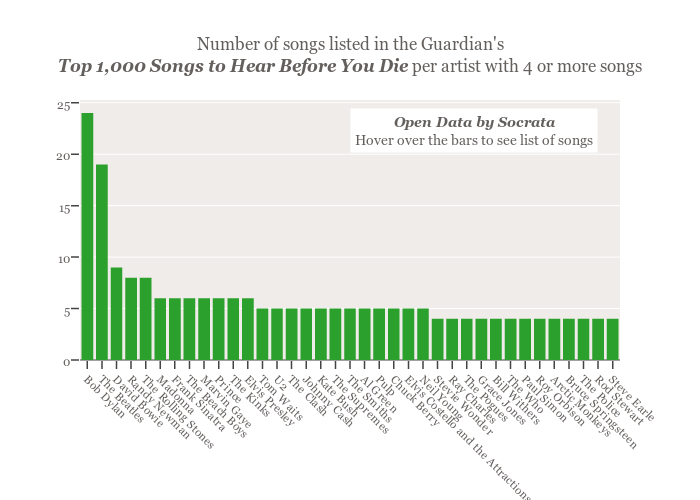 Number of songs listed in the Guardian's
Top 1,000 Songs to Hear Before You Die per artist with 4 or more songs
Open Data by Socrata
Hover over the bars to see list of songs
25
20
15
10
5
0
Bob Dylan
The Beatles
David Bowie
Randy Newman
The Rolling Stones
Madonna
Frank Sinatra
The Beach Boys
Marvin Gaye
Prince
The Kinks
Elvis Presley
Tom Waits
U2
The Clash
Johnny Cash
Kate Bush
The Supremes
The Smiths
Al Green
Pulp
Chuck Berry
Elvis Costello and the Attractions
Neil Young
Stevie Wonder
Ray Charles
The Pogues
Grace Jones
Bill Withers
The Who
Paul Simon
Roy Orbison
Arctic Monkeys
Bruce Springsteen
The Police
Rod Stewart
Steve Earle